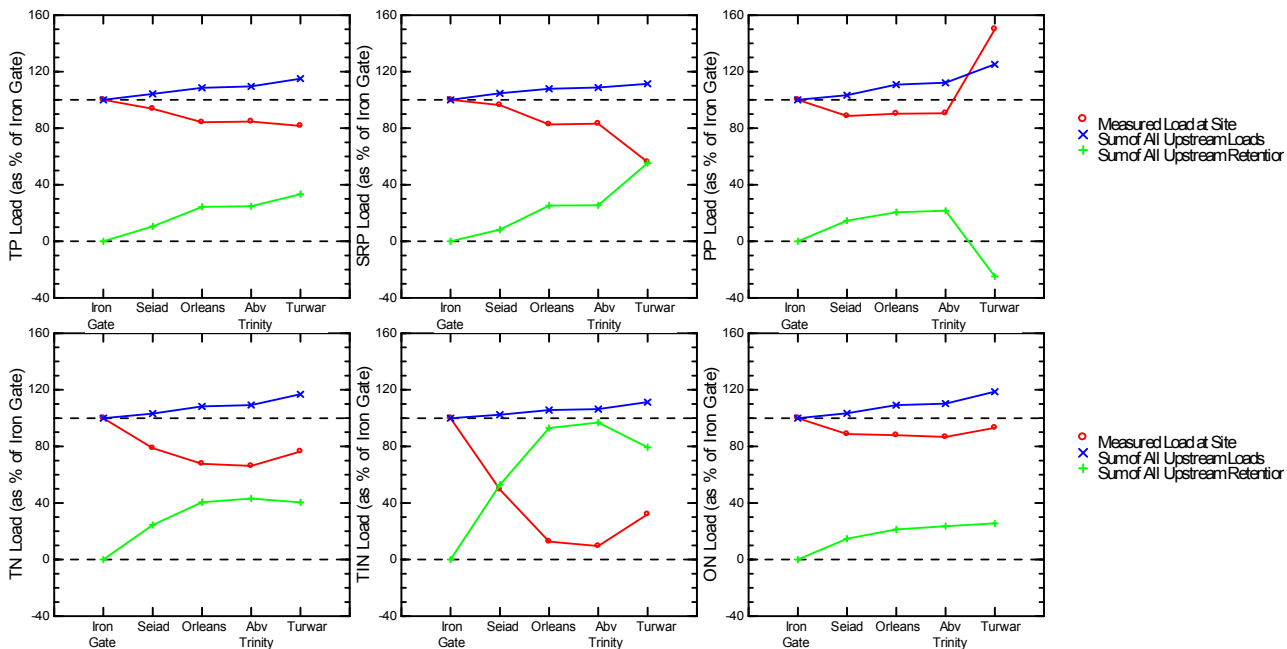 TP Load (as % of Iron Gate)
160
120
80
40
0
-40
Iron Gate
Seiad
Orleans
Abv Trinity
Turwar
SRP Load (as % of Iron Gate)
160
120
80
40
0
-40
Iron Gate
Seiad
Orleans
Abv Trinity
Turwar
PP Load (as % of Iron Gate)
160
120
80
40
0
-40
Iron Gate
Seiad
Orleans
Abv Trinity
Turwar
Measured Load at Site
Sum of All Upstream Loads
Sum of All Upstream Retention
TN Load (as % of Iron Gate)
160
120
80
40
0
-40
Iron Gate
Seiad
Orleans
Abv Trinity
Turwar
TIN Load (as % of Iron Gate)
160
120
80
40
0
-40
Iron Gate
Seiad
Orleans
Abv Trinity
Turwar
ON Load (as % of Iron Gate)
160
120
80
40
0
-40
Iron Gate
Seiad
Orleans
Abv Trinity
Turwar
Measured Load at Site
Sum of All Upstream Loads
Sum of All Upstream Retention